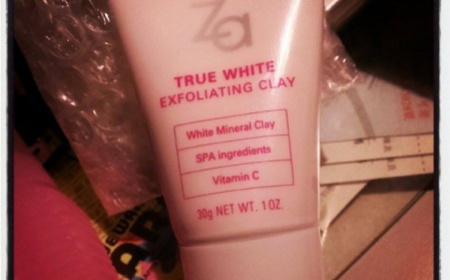 Za
TRUE WHITE
EXFOLIATING CLAY
White Mineral Clay
SPA ingredients
Vitamin C
30g NET WT. 1 OZ.